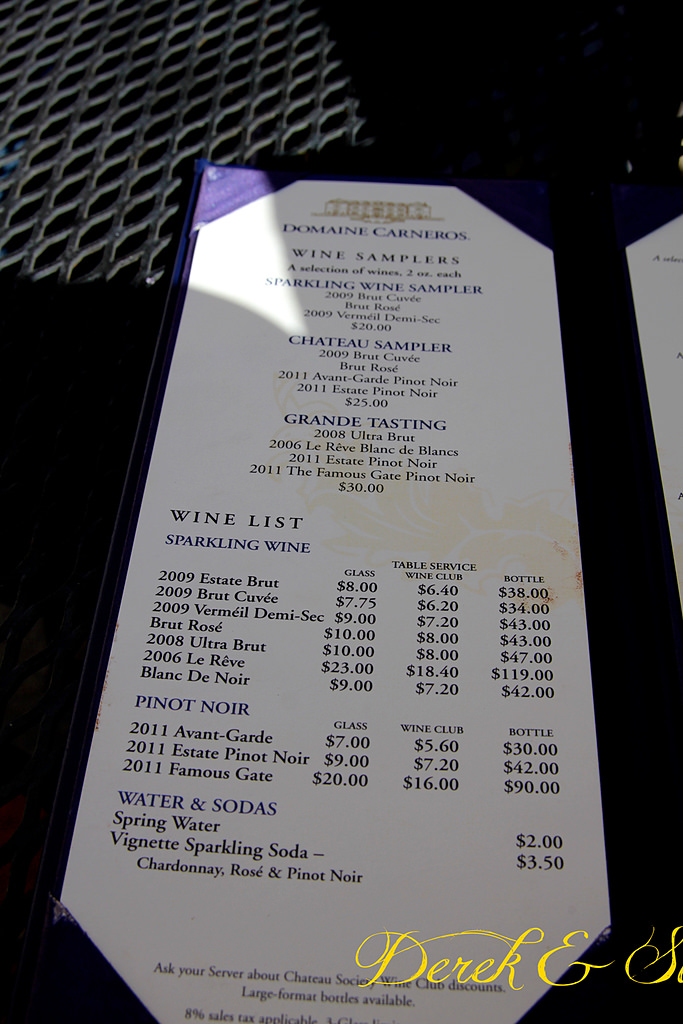 DOMAINE CARNEROS.
WINE SAMPLERS
A selection of wines, 2 oz. each
SPARKLING WINE SAMPLER
2009 Brut Cuvée
Brut Rosé
2009 Verméil Demi-Sec
$20.00
CHATEAU SAMPLER
2009 Brut Cuvée
Brut Rosé
2011 Avant-Garde Pinot Noir
2011 Estate Pinot Noir
$25.00
GRANDE TASTING
2008 Ultra Brut
2006 Le Rêve Blanc de Blancs
2011 Estate Pinot Noir
2011 The Famous Gate Pinot Noir
$30.00
WINE LIST
SPARKLING WINE
TABLE SERVICE
GLASS WINE CLUB BOTTLE
2009 Estate Brut $8.00 $6.40 $38.00
2009 Brut Cuvée $7.75 $6.20 $34.00
2009 Verméil Demi-Sec $9.00 $7.20 $43.00
Brut Rosé $10.00 $8.00 $43.00
2008 Ultra Brut $10.00 $8.00 $47.00
2006 Le Rêve $23.00 $18.40 $119.00
Blanc De Noir $9.00 $7.20 $42.00
PINOT NOIR
GLASS WINE CLUB BOTTLE
2011 Avant-Garde $7.00 $5.60 $30.00
2011 Estate Pinot Noir $9.00 $7.20 $42.00
2011 Famous Gate $20.00 $16.00 $90.00
WATER & SODAS
Spring Water $2.00
Vignette Sparkling Soda – $3.50
Chardonnay, Rosé & Pinot Noir
Ask your Server about Chateau Society Wine Club discounts.
Large-format bottles available.
8% sales tax applicable. 3 Glass
A selec
Derek & S